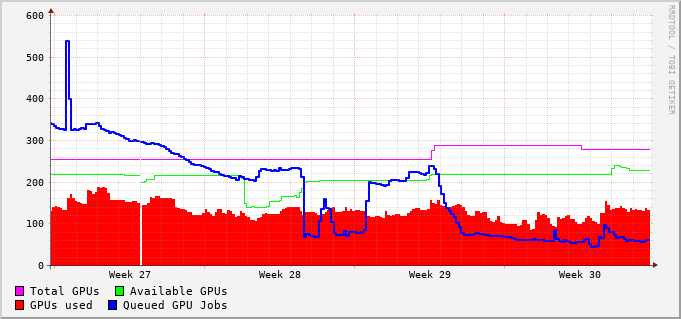 600
500
400
300
200
100
0
Week 27 Week 28 Week 29 Week 30
Total GPUs Available GPUs
GPUs used Queued GPU Jobs
RRDTOOL / TOBI OETIKER